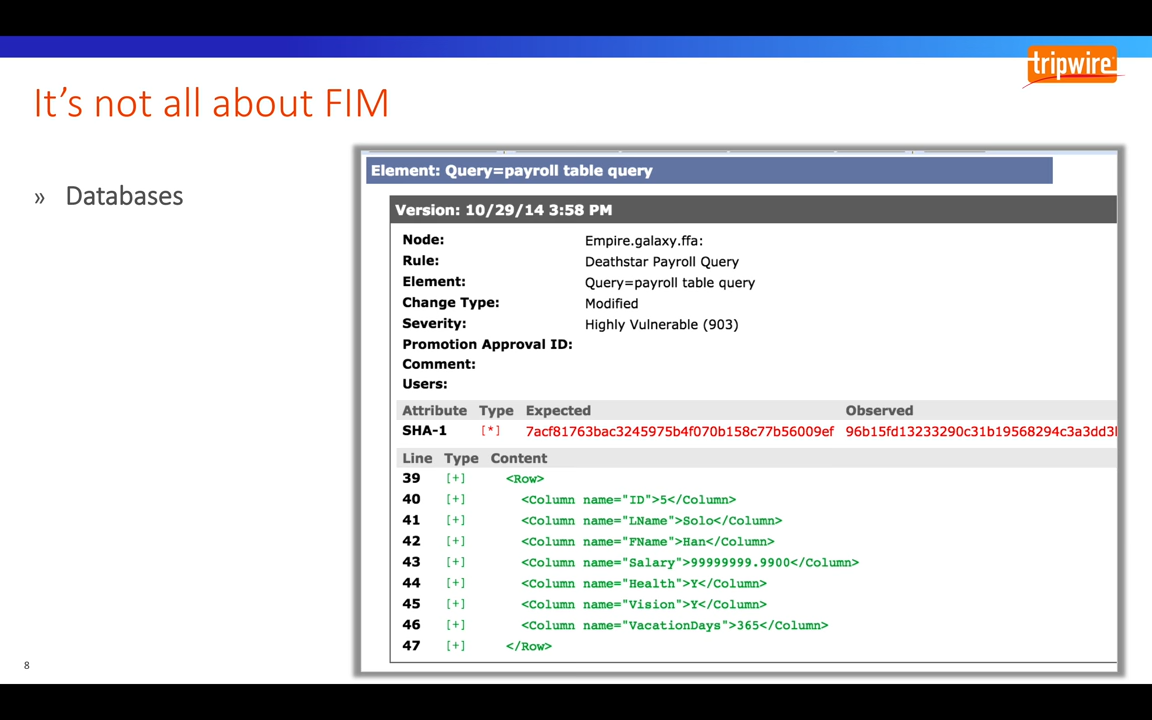 tripwire
It's not all about FIM
» Databases
Element: Query=payroll table query
Version: 10/29/14 3:58 PM
Node: Empire.galaxy.ffa:
Rule: Deathstar Payroll Query
Element: Query=payroll table query
Change Type: Modified
Severity: Highly Vulnerable (903)
Promotion Approval ID:
Comment:
Users:
Attribute Type Expected Observed
SHA-1 [*] 7acf81763bac3245975b4f070b158c77b56009ef 96b15fd13233290c31b19568294c3a3dd3
Line Type Content
39 [+] <Row>
40 [+] <Column name="ID">5</Column>
41 [+] <Column name="LName">Solo</Column>
42 [+] <Column name="FName">Han</Column>
43 [+] <Column name="Salary">99999999.9900</Column>
44 [+] <Column name="Health">Y</Column>
45 [+] <Column name="Vision">Y</Column>
46 [+] <Column name="VacationDays">365</Column>
47 [+] </Row>
8